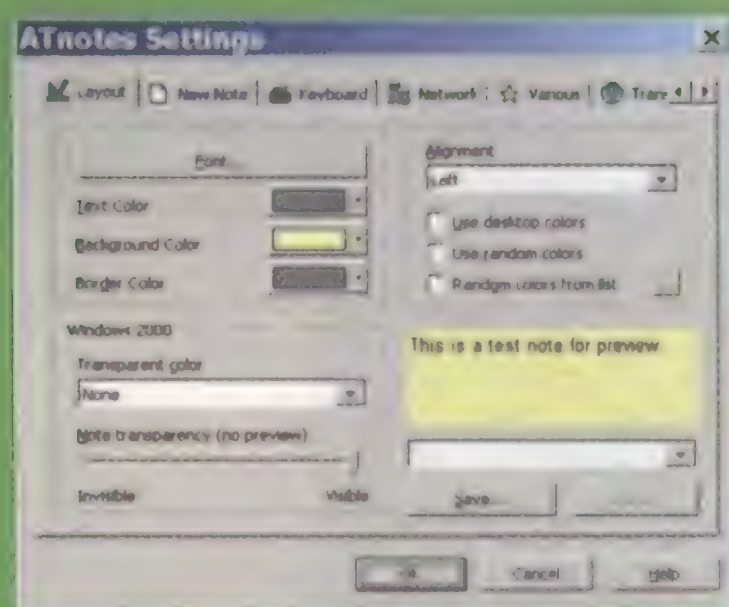 ATnotes Settings
Layout New Note Keyboard Network Various Tran
Font...
Text Color
Background Color
Border Color
Alignment
Left
Use desktop colors
Use random colors
Random colors from list
Windows 2000
Transparent color
None
Note transparency (no preview)
Invisible Visible
This is a test note for preview
Save...
OK Cancel Help